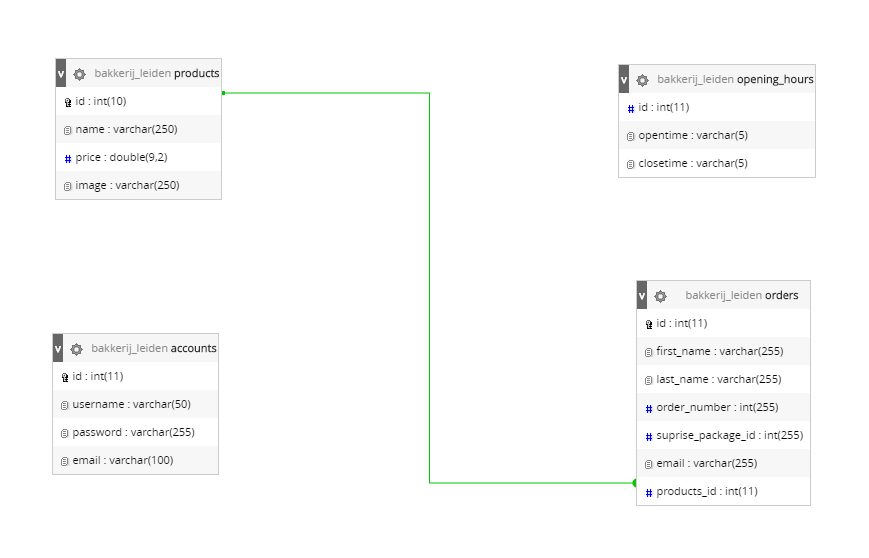 v bakkerij_leiden products
id : int(10)
name : varchar(250)
# price : double(9,2)
image : varchar(250)
v bakkerij_leiden opening_hours
# id : int(11)
opentime : varchar(5)
closetime : varchar(5)
v bakkerij_leiden accounts
id : int(11)
username : varchar(50)
password : varchar(255)
email : varchar(100)
v bakkerij_leiden orders
id : int(11)
first_name : varchar(255)
last_name : varchar(255)
# order_number : int(255)
# suprise_package_id : int(255)
email : varchar(255)
# products_id : int(11)